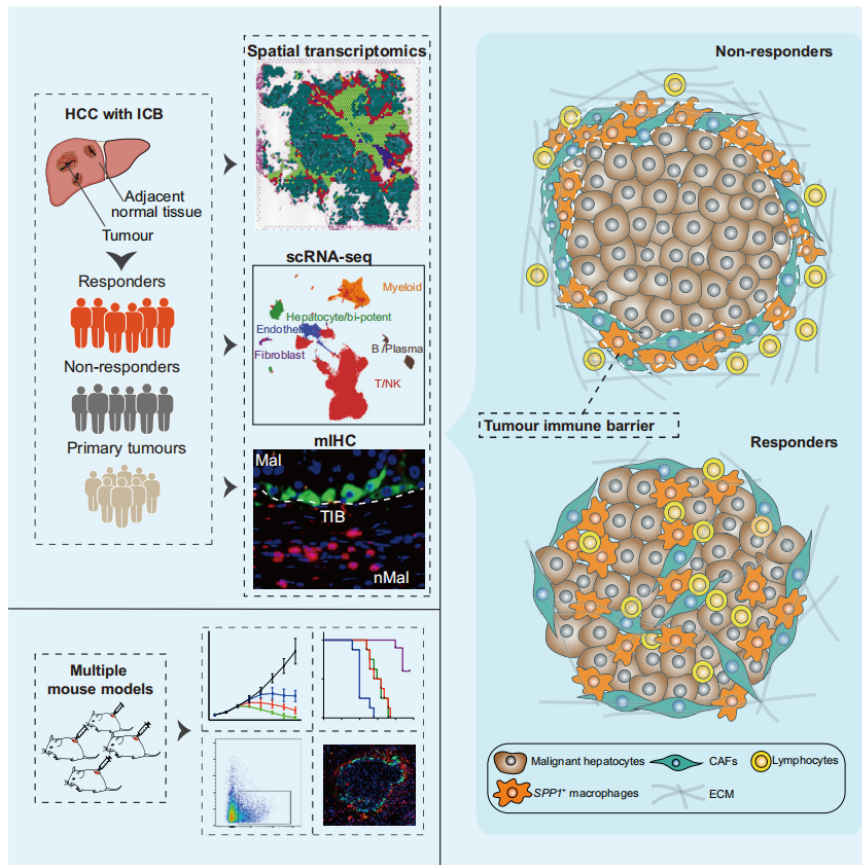 Spatial transcriptomics
HCC with ICB
Adjacent
normal tissue
Tumour
Responders
Non-responders
Primary tumours
scRNA-seq
Myeloid
Hepatocyte/bi-potent
Endothel
Fibroblast
B /Plasma
T/NK
mIHC
Mal
TIB
nMal
Multiple
mouse models
Non-responders
Tumour immune barrier
Responders
Malignant hepatocytes
CAFs
Lymphocytes
SPP1⁺ macrophages
ECM